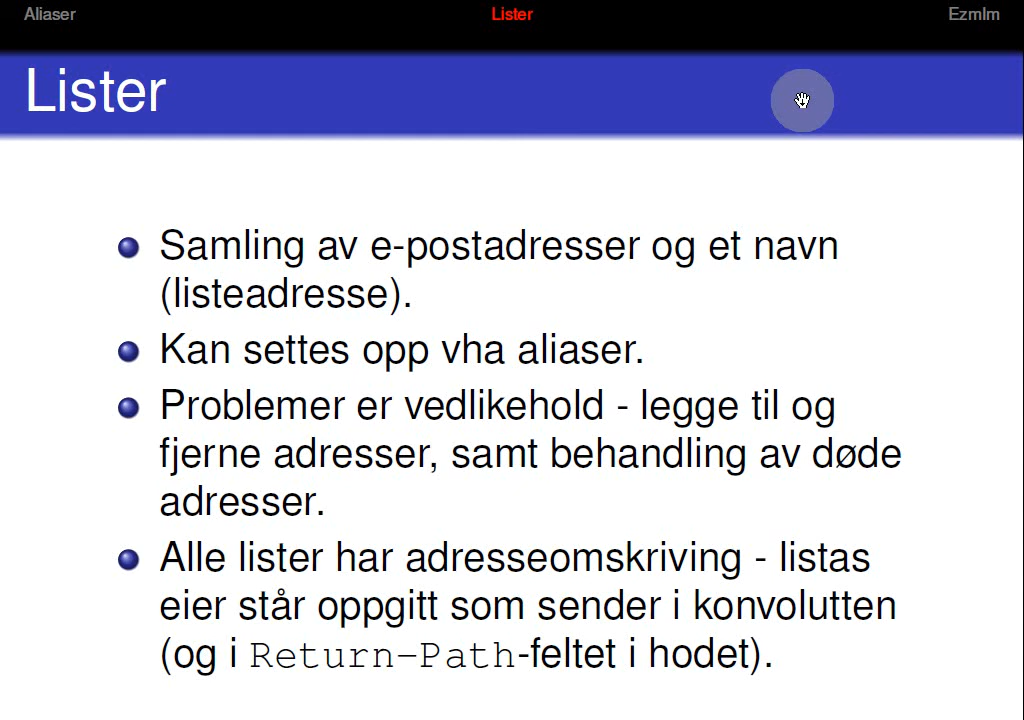 Aliaser Lister Ezmlm
Lister
Samling av e-postadresser og et navn
(listeadresse).
Kan settes opp vha aliaser.
Problemer er vedlikehold - legge til og
fjerne adresser, samt behandling av døde
adresser.
Alle lister har adresseomskriving - listas
eier står oppgitt som sender i konvolutten
(og i Return-Path-feltet i hodet).